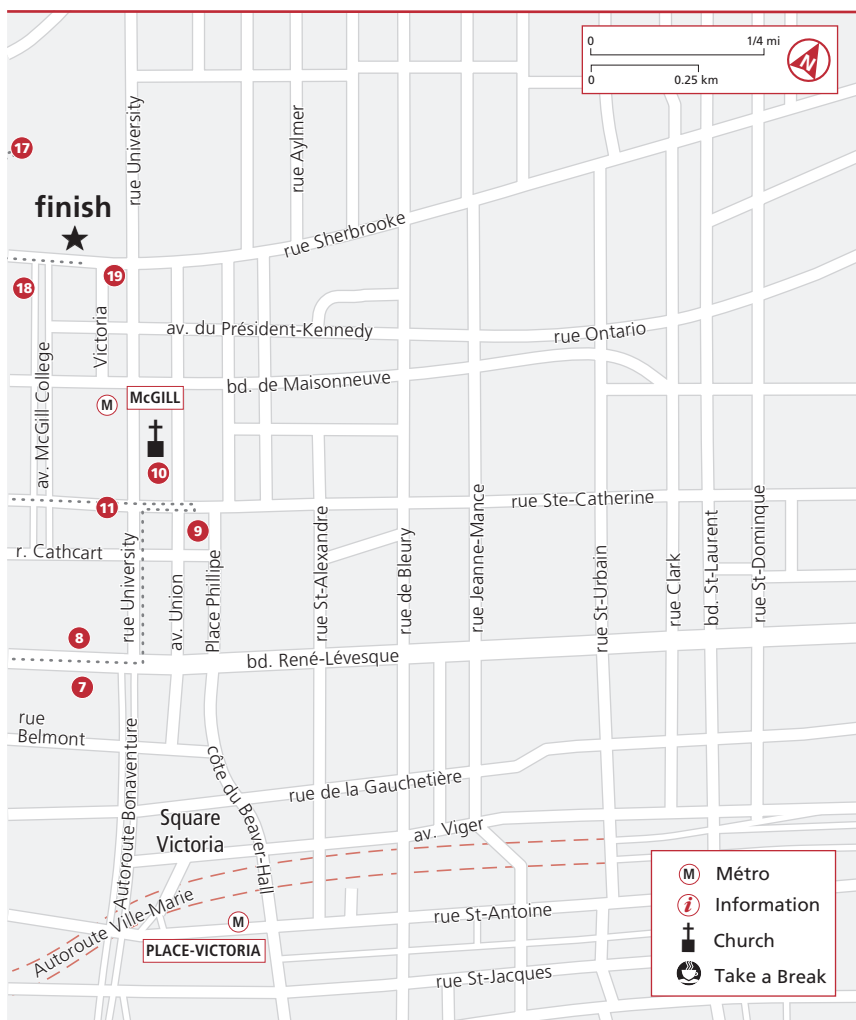 0
1/4 mi
0
0.25 km
N
17
rue University
rue Aylmer
finish
rue Sherbrooke
18
19
Victoria
av. du Président-Kennedy
rue Ontario
bd. de Maisonneuve
av. McGill College
M
McGILL
10
11
rue Ste-Catherine
9
r. Cathcart
rue University
av. Union
Place Phillipe
rue St-Alexandre
rue de Bleury
rue Jeanne-Mance
rue St-Urbain
rue Clark
bd. St-Laurent
rue St-Dominque
8
bd. René-Lévesque
7
rue
Belmont
Autoroute Bonaventure
côte du Beaver-Hall
rue de la Gauchetière
Square
Victoria
av. Viger
Autoroute Ville-Marie
M
PLACE-VICTORIA
rue St-Antoine
rue St-Jacques
M Métro
i Information
Church
Take a Break